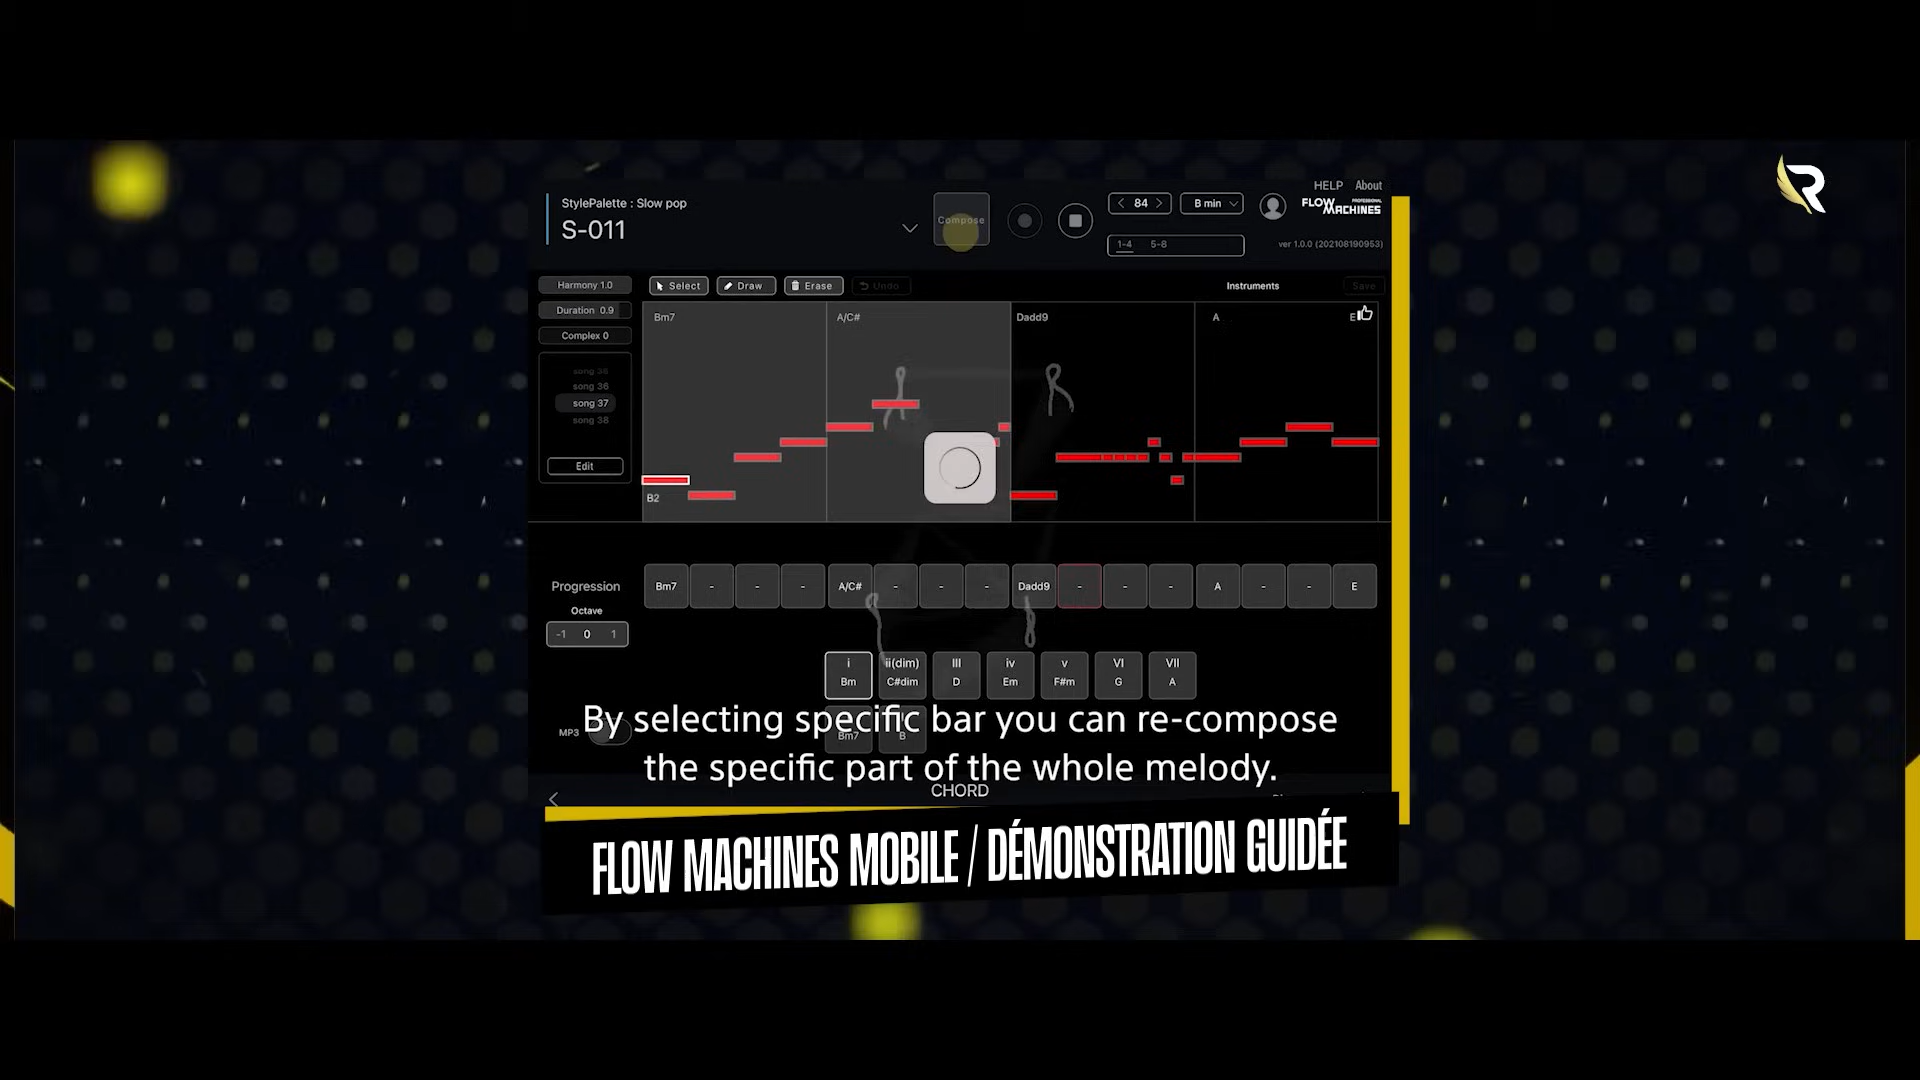 HELP About
StylePalette : Slow pop
S-011
Compose
84
B min
FLOW MACHINES PROFESSIONAL
1-4 5-8
ver 1.0.0 (202108190953)
Harmony 1.0
Select
Draw
Erase
Undo
Instruments
Save
Duration 0.9
Complex 0
Bm7
A/C#
Dadd9
A
E
song 36
song 37
song 38
Edit
B2
Progression
Bm7 - - - A/C# - - - Dadd9 - - - A - - E
Octave
-1 0 1
i ii(dim) III iv v VI VII
Bm C#dim D Em F#m G A
MP3
Bm7 B
By selecting specific bar you can re-compose
the specific part of the whole melody.
CHORD
FLOW MACHINES MOBILE / DÉMONSTRATION GUIDÉE
R